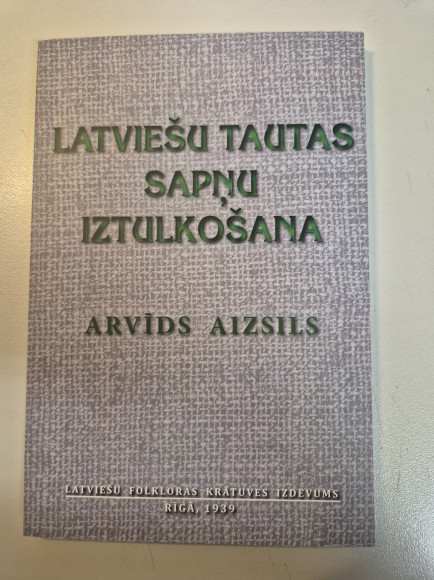 LATVIEŠU TAUTAS
SAPŅU
IZTULKOŠANA
ARVĪDS AIZSILS
LATVIEŠU FOLKLORAS KRĀTUVES IZDEVUMS
RĪGĀ, 1939